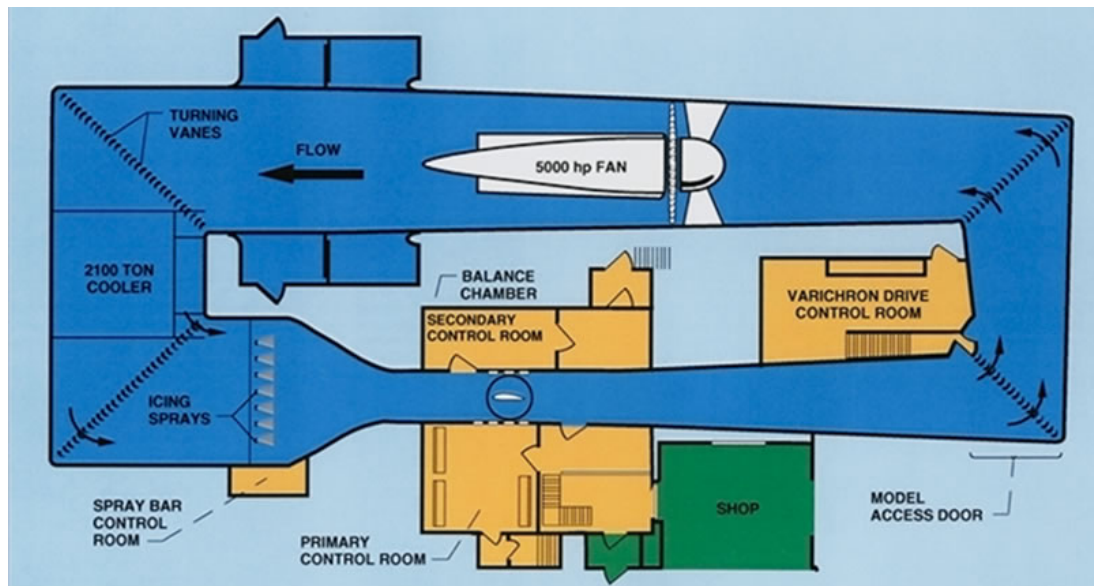 TURNING
VANES
FLOW
5000 hp FAN
2100 TON
COOLER
BALANCE
CHAMBER
VARICHRON DRIVE
CONTROL ROOM
SECONDARY
CONTROL ROOM
ICING
SPRAYS
SPRAY BAR
CONTROL
ROOM
PRIMARY
CONTROL ROOM
SHOP
MODEL
ACCESS DOOR